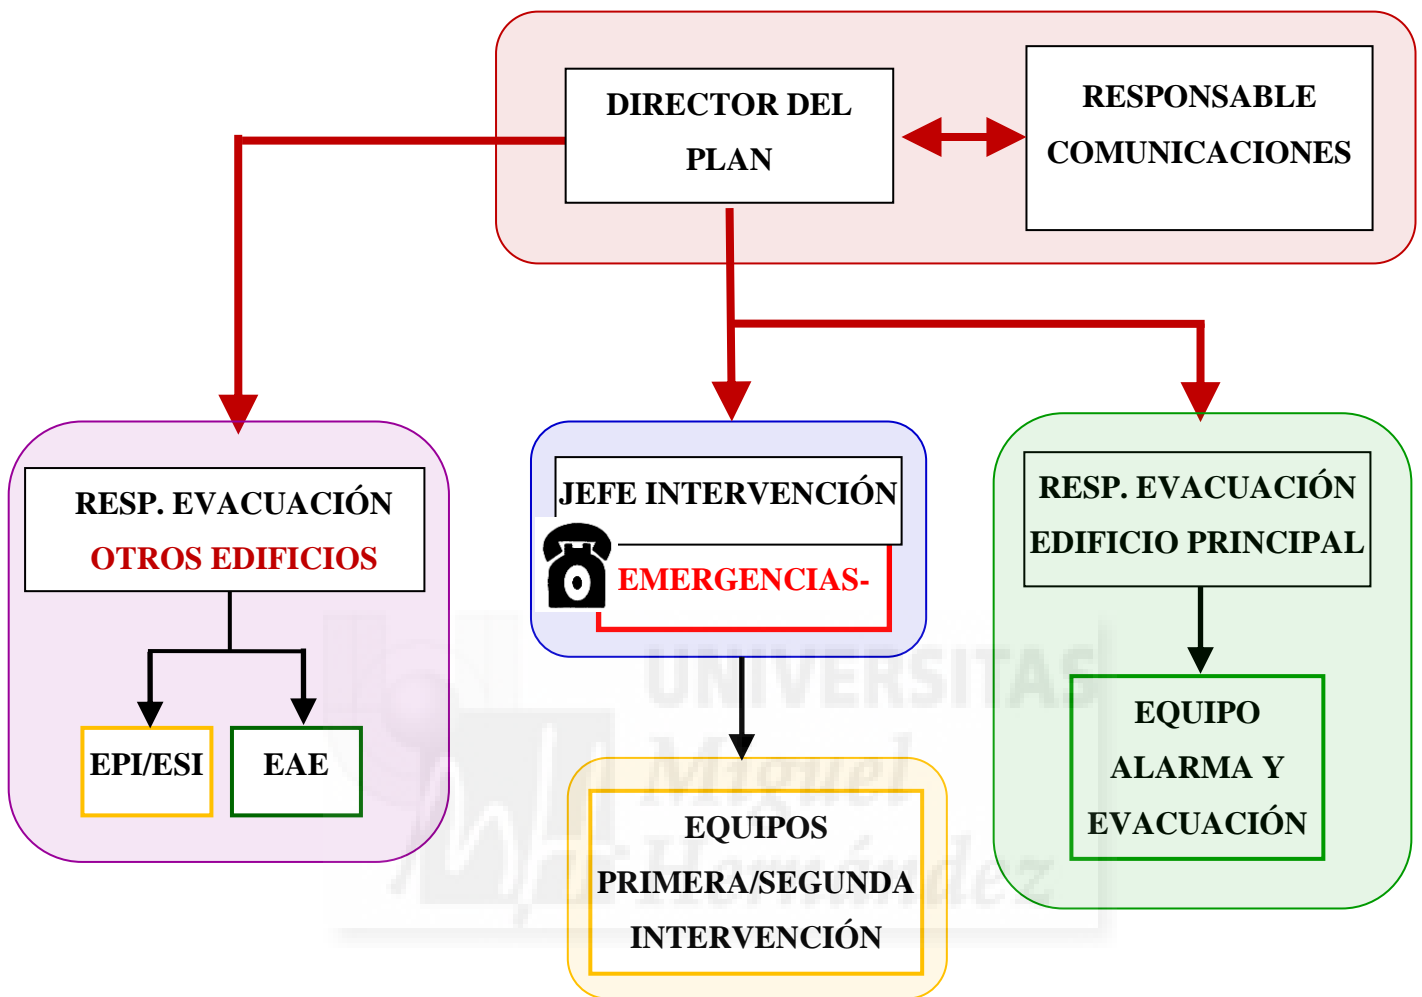 DIRECTOR DEL
PLAN
RESPONSABLE
COMUNICACIONES
RESP. EVACUACIÓN
OTROS EDIFICIOS
EPI/ESI
EAE
JEFE INTERVENCIÓN
EMERGENCIAS-
EQUIPOS
PRIMERA/SEGUNDA
INTERVENCIÓN
RESP. EVACUACIÓN
EDIFICIO PRINCIPAL
EQUIPO
ALARMA Y
EVACUACIÓN
UNIVERSITAS
Miguel
Hernández